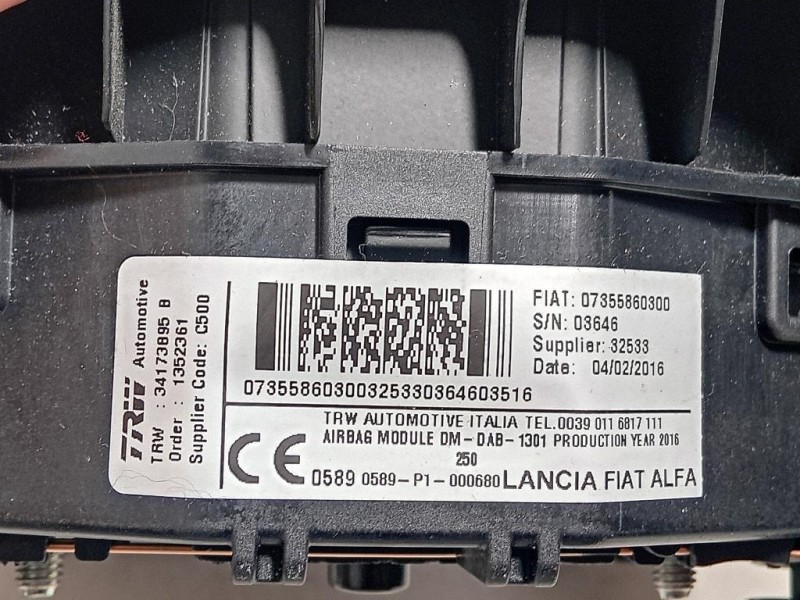 TRW Automotive
TRW : 34173895 B
Order : 1352361
Supplier Code: C500
FIAT: 07355860300
S/N: 03646
Supplier: 32533
Date: 04/02/2016
07355860300325330364603516
TRW AUTOMOTIVE ITALIA TEL.0039 011 6817 111
AIRBAG MODULE DM-DAB-1301 PRODUCTION YEAR 2016
250
CE 0589 0589-P1-000680 LANCIA FIAT ALFA